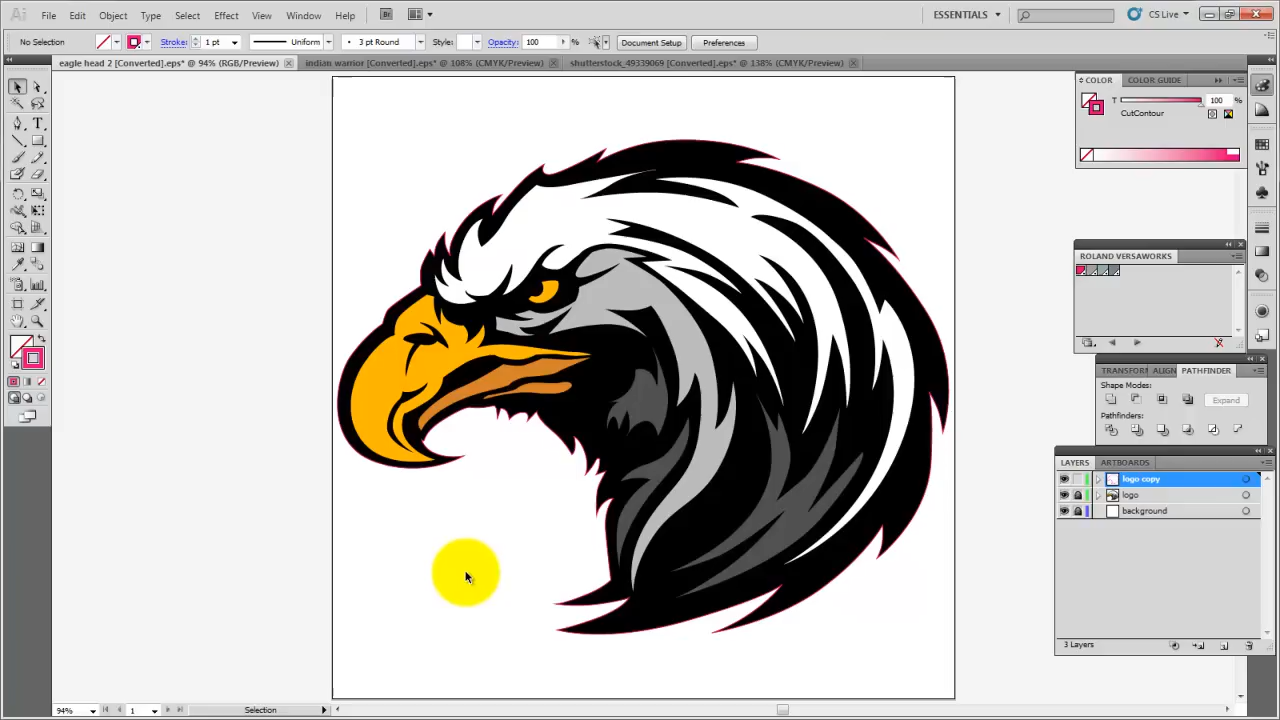 Ai File Edit Object Type Select Effect View Window Help Br ESSENTIALS CS Live
No Selection Stroke: 1 pt Uniform 3 pt Round Style: Opacity: 100 % Document Setup Preferences
eagle head 2 [Converted].eps* @ 94% (RGB/Preview) indian warrior [Converted].eps* @ 108% (CMYK/Preview) shutterstock_49339069 [Converted].eps* @ 138% (CMYK/Preview)
COLOR COLOR GUIDE
T 100 %
CutContour
ROLAND VERSAWORKS
TRANSFORM ALIGN PATHFINDER
Shape Modes:
Expand
Pathfinders:
LAYERS ARTBOARDS
logo copy
logo
background
3 Layers
94% 1 Selection